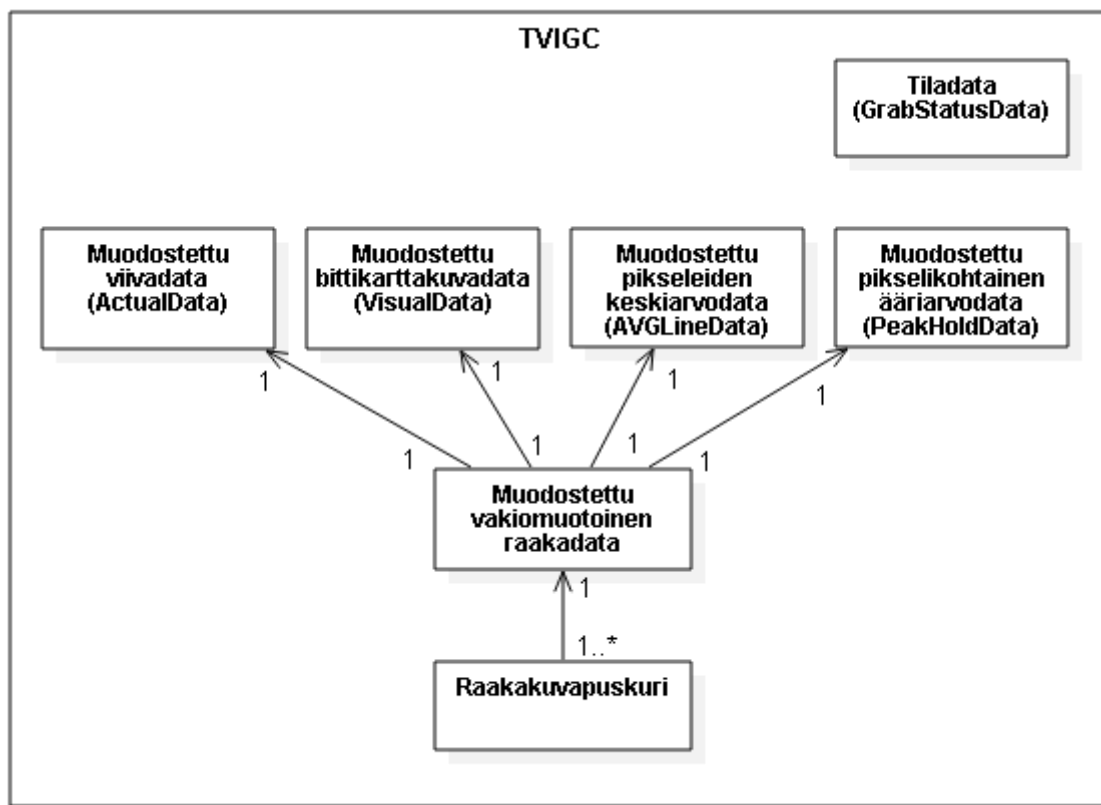 TVIGC
Tiladata
(GrabStatusData)
Muodostettu
viivadata
(ActualData)
Muodostettu
bittikarttakuvadata
(VisualData)
Muodostettu
pikseleiden
keskiarvodata
(AVGLineData)
Muodostettu
pikselikohtainen
ääriarvodata
(PeakHoldData)
1
1
1
1
1
1
1
1
Muodostettu
vakiomuotoinen
raakadata
1
1..*
Raakakuvapuskuri